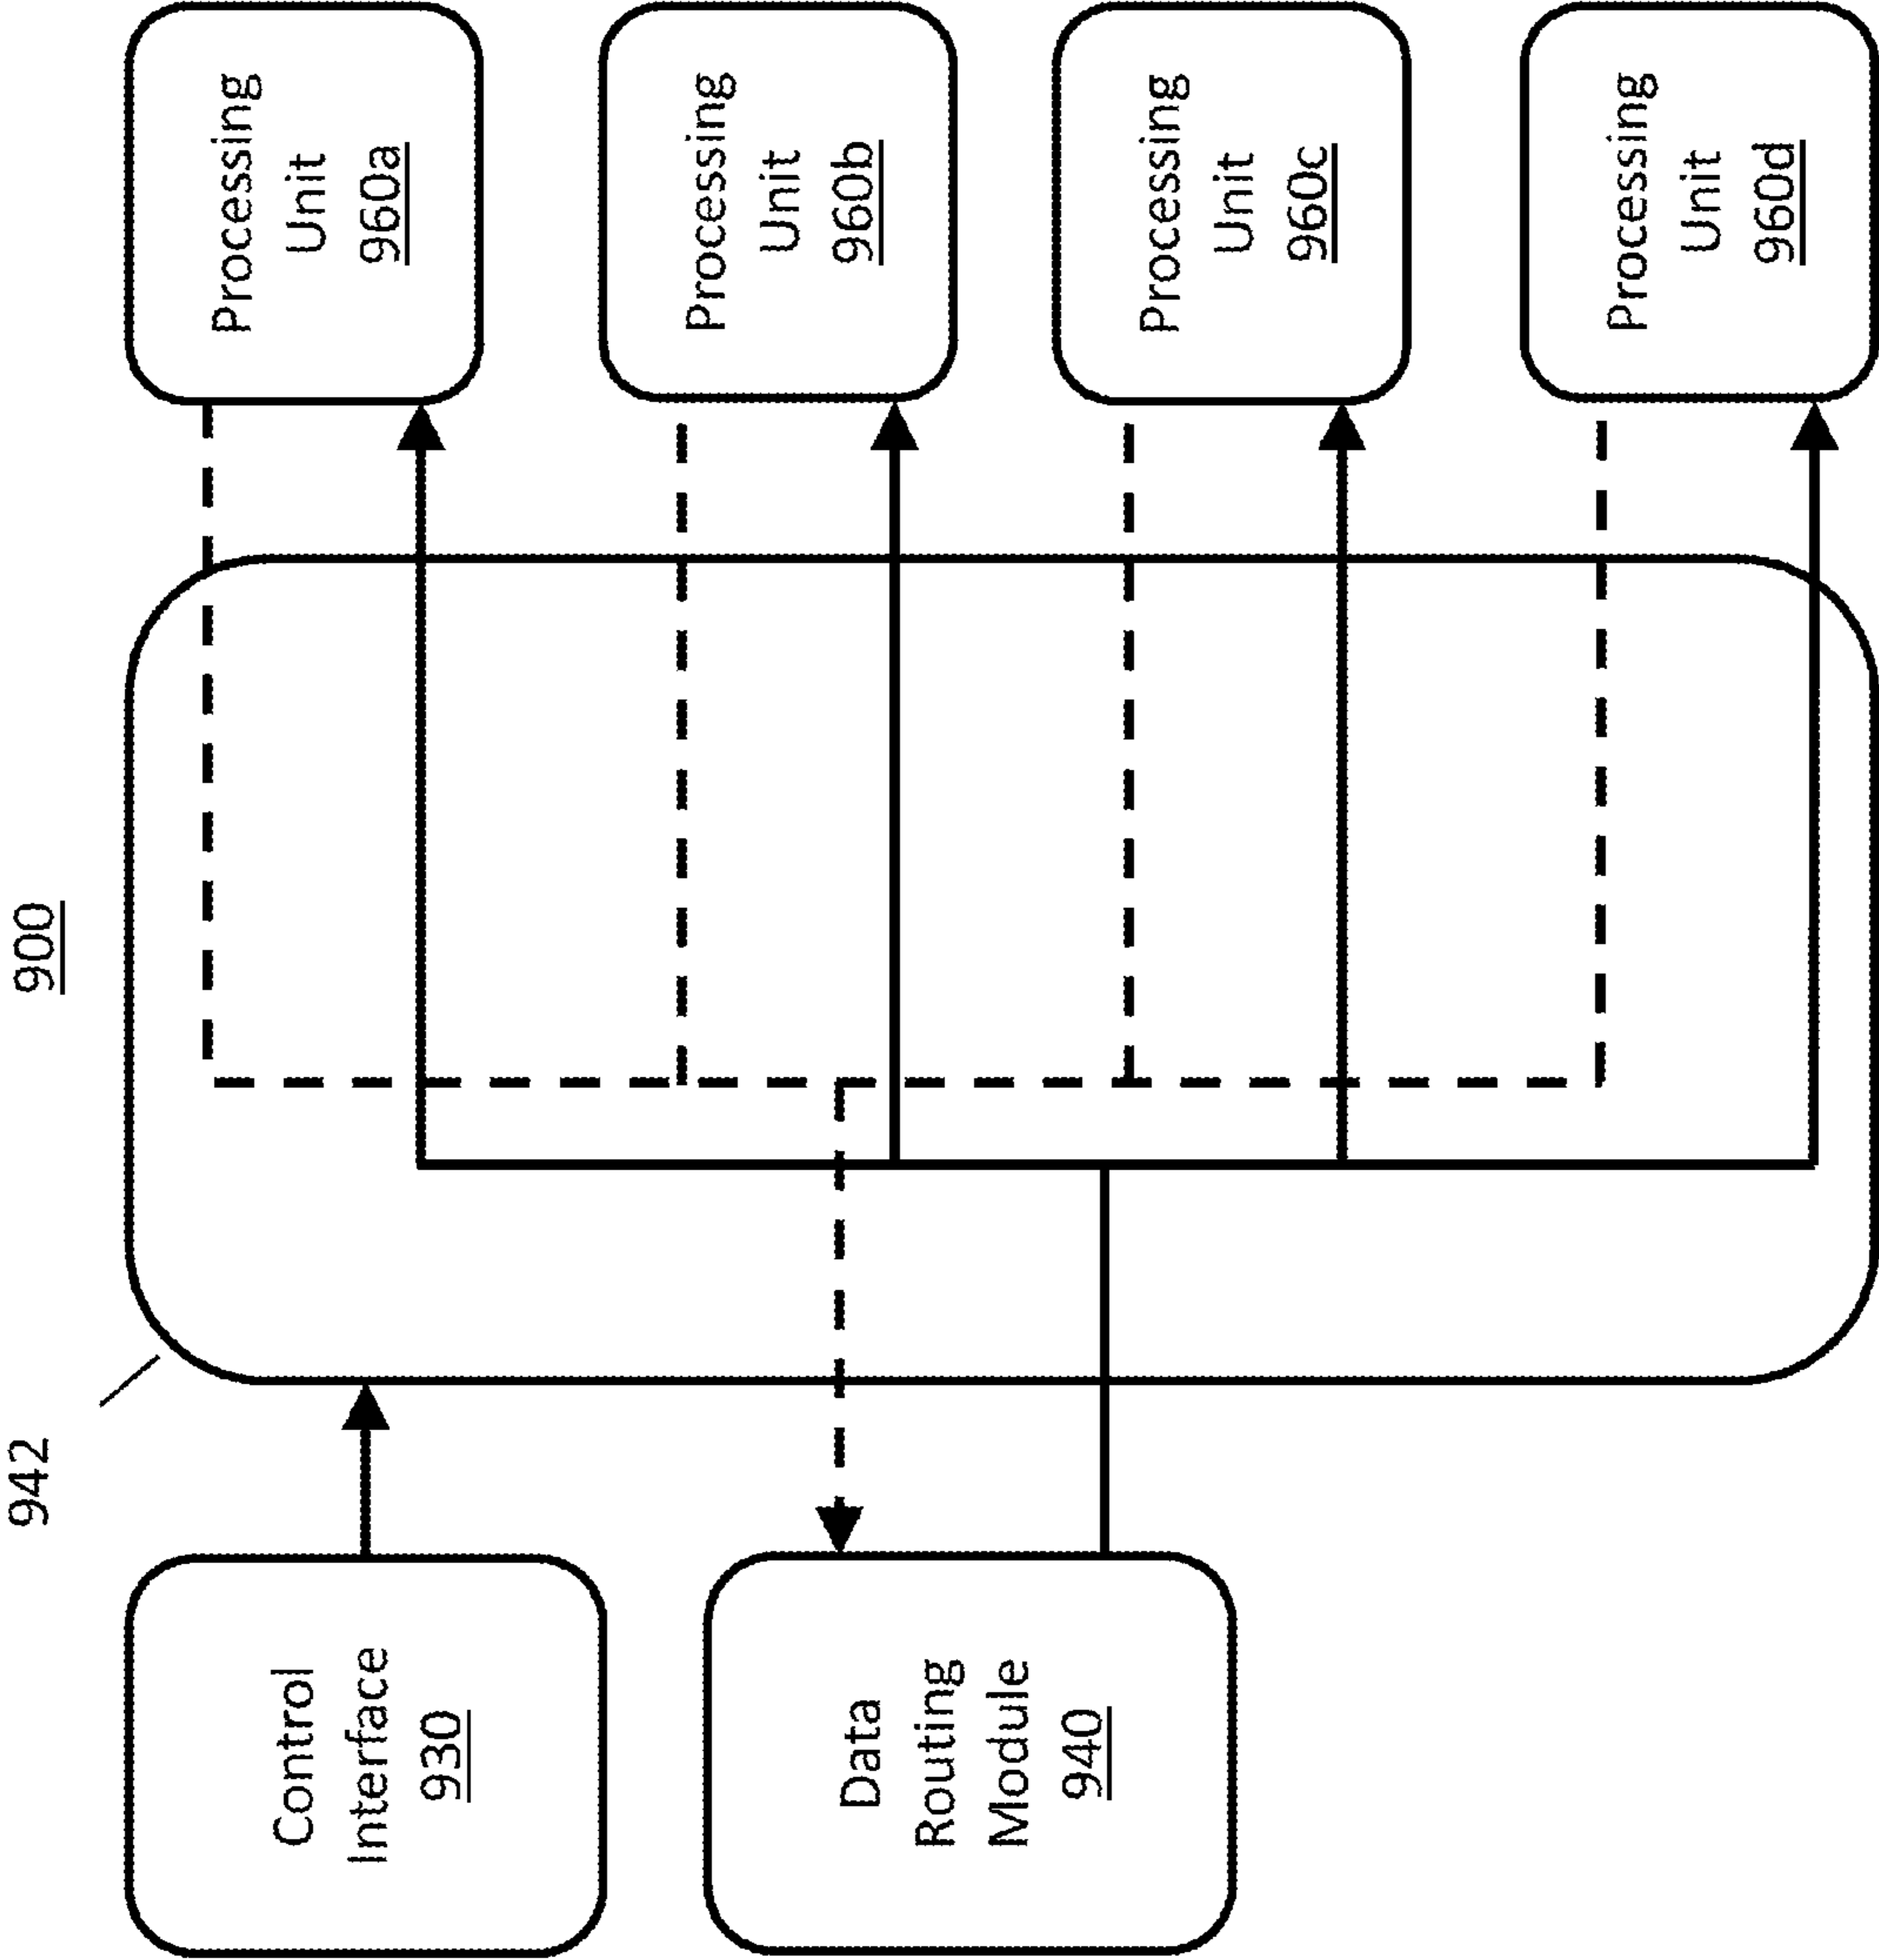 900
942
Control
Interface
930
Data
Routing
Module
940
Processing
Unit
960a
Processing
Unit
960b
Processing
Unit
960c
Processing
Unit
960d